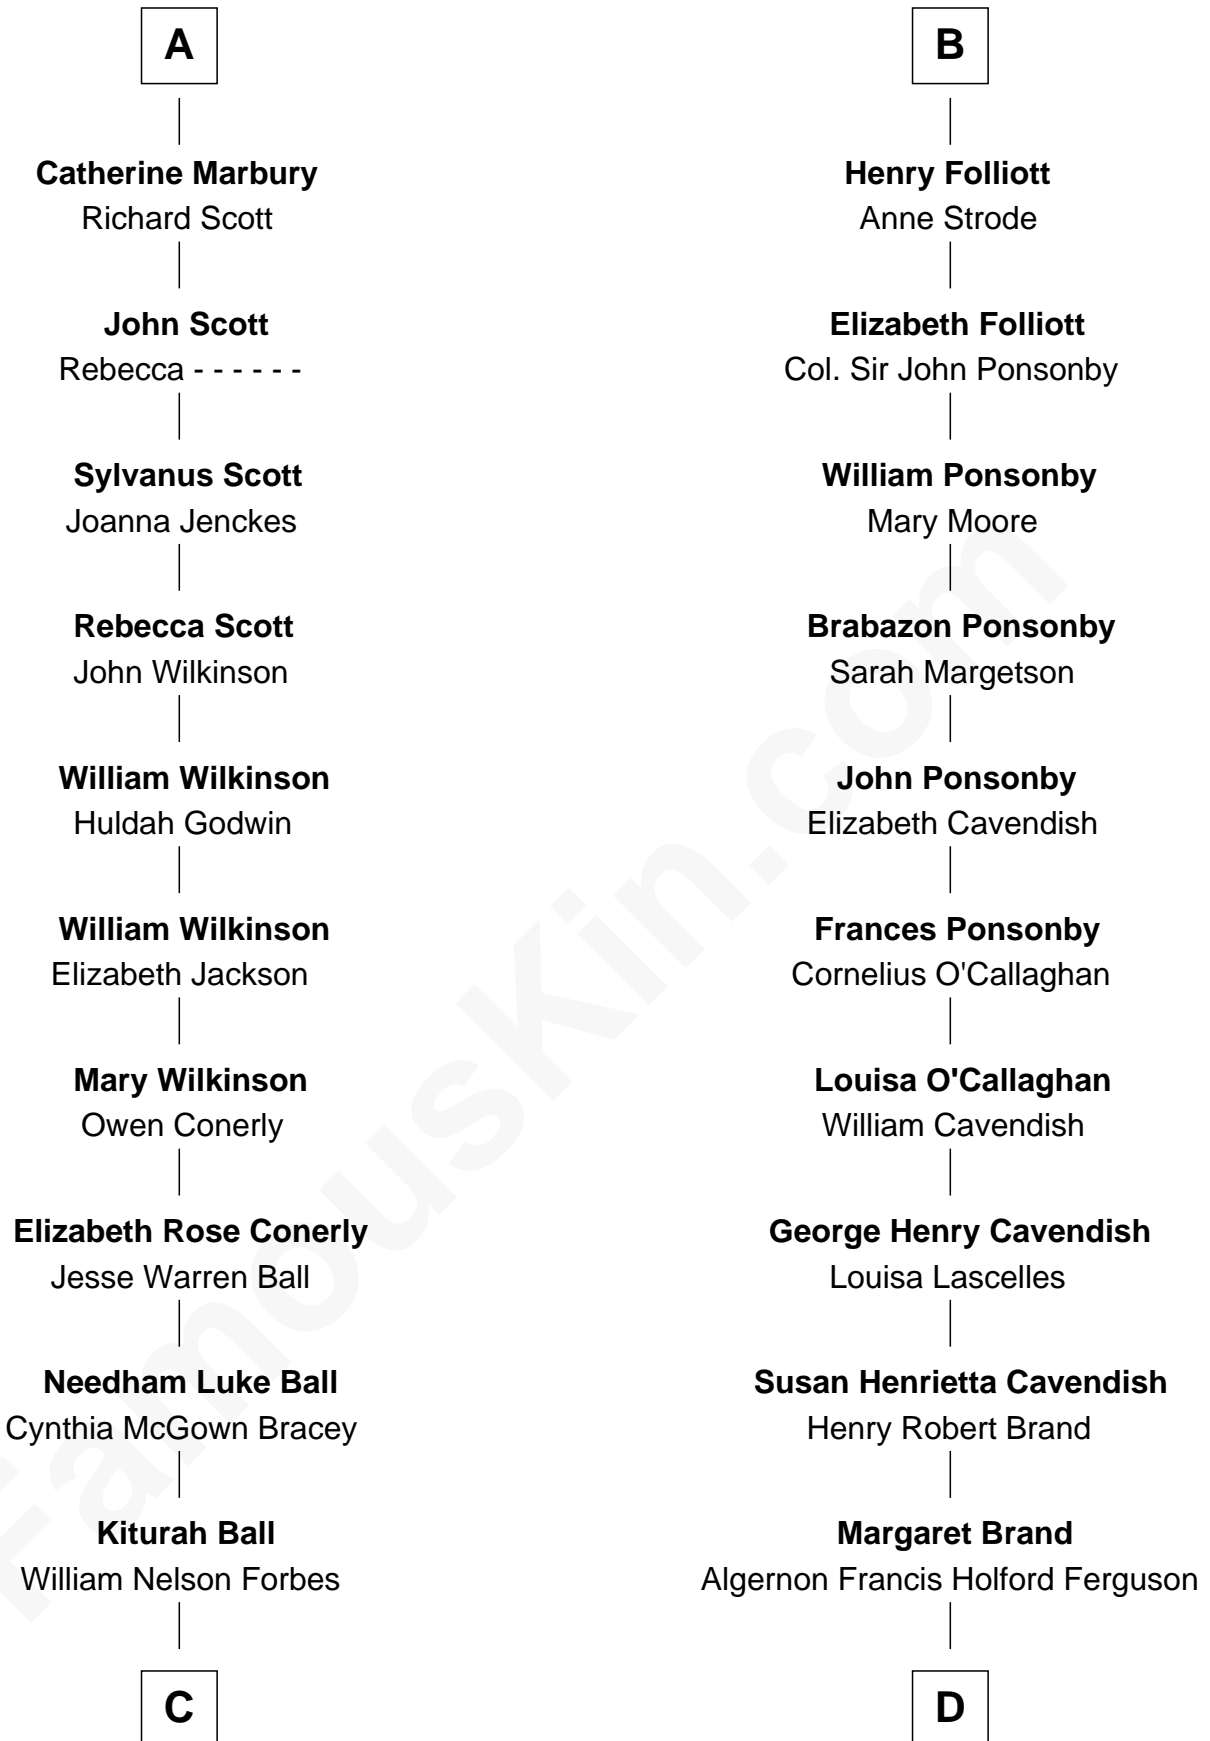 A
Catherine Marbury
Richard Scott
John Scott
Rebecca - - - - - -
Sylvanus Scott
Joanna Jenckes
Rebecca Scott
John Wilkinson
William Wilkinson
Huldah Godwin
William Wilkinson
Elizabeth Jackson
Mary Wilkinson
Owen Conerly
Elizabeth Rose Conerly
Jesse Warren Ball
Needham Luke Ball
Cynthia McGown Bracey
Kiturah Ball
William Nelson Forbes
C
B
Henry Folliott
Anne Strode
Elizabeth Folliott
Col. Sir John Ponsonby
William Ponsonby
Mary Moore
Brabazon Ponsonby
Sarah Margetson
John Ponsonby
Elizabeth Cavendish
Frances Ponsonby
Cornelius O'Callaghan
Louisa O'Callaghan
William Cavendish
George Henry Cavendish
Louisa Lascelles
Susan Henrietta Cavendish
Henry Robert Brand
Margaret Brand
Algernon Francis Holford Ferguson
D
FamousKin.com